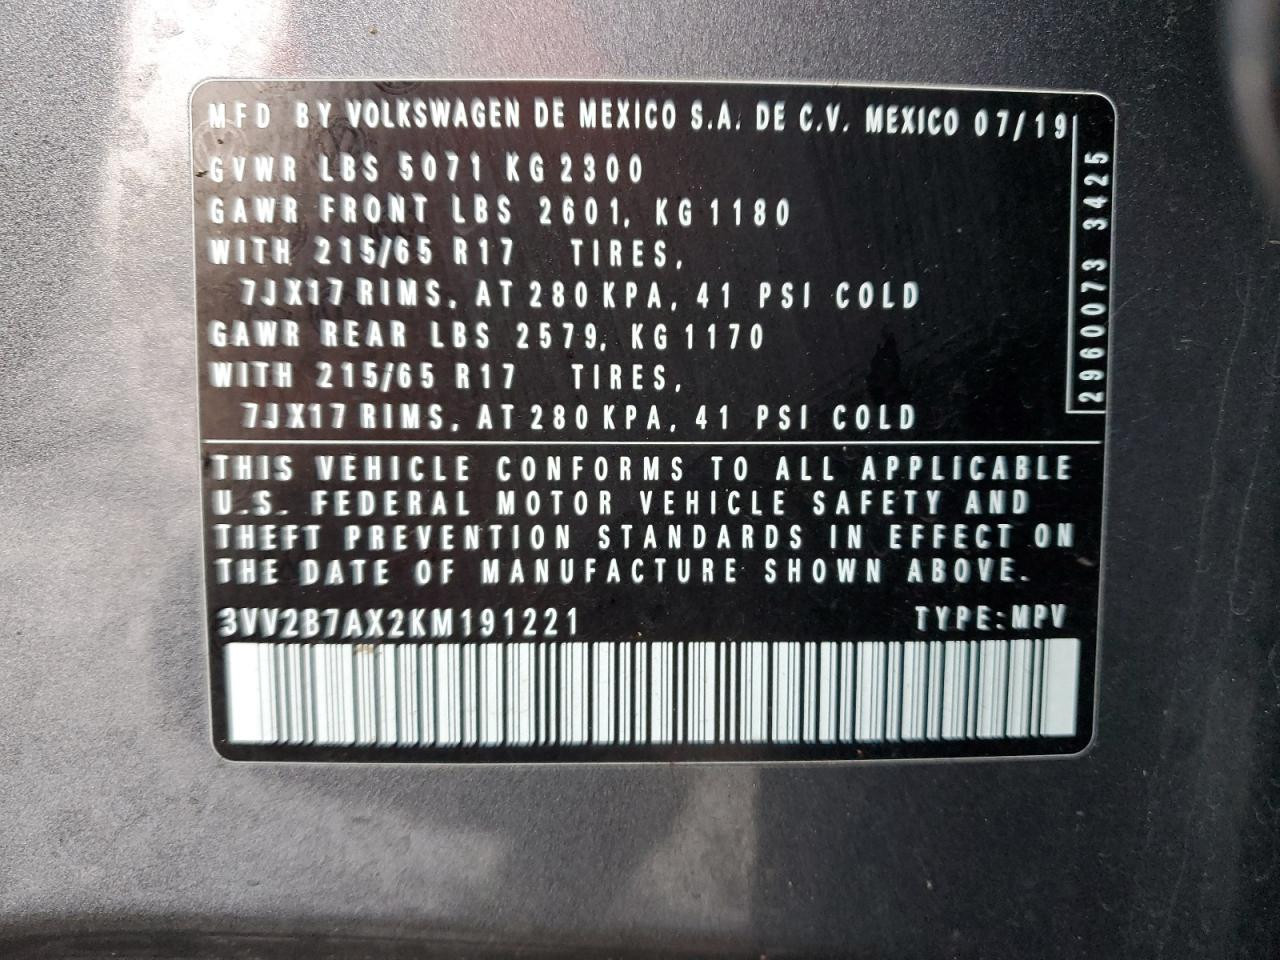 MFD BY VOLKSWAGEN DE MEXICO S.A. DE C.V. MEXICO 07/19
GVWR LBS 5071 KG 2300
GAWR FRONT LBS 2601, KG 1180
WITH 215/65 R17 TIRES,
7JX17 RIMS, AT 280 KPA, 41 PSI COLD
GAWR REAR LBS 2579, KG 1170
WITH 215/65 R17 TIRES,
7JX17 RIMS, AT 280 KPA, 41 PSI COLD
2960073 3425
THIS VEHICLE CONFORMS TO ALL APPLICABLE
U.S. FEDERAL MOTOR VEHICLE SAFETY AND
THEFT PREVENTION STANDARDS IN EFFECT ON
THE DATE OF MANUFACTURE SHOWN ABOVE.
3VV2B7AX2KM191221 TYPE:MPV